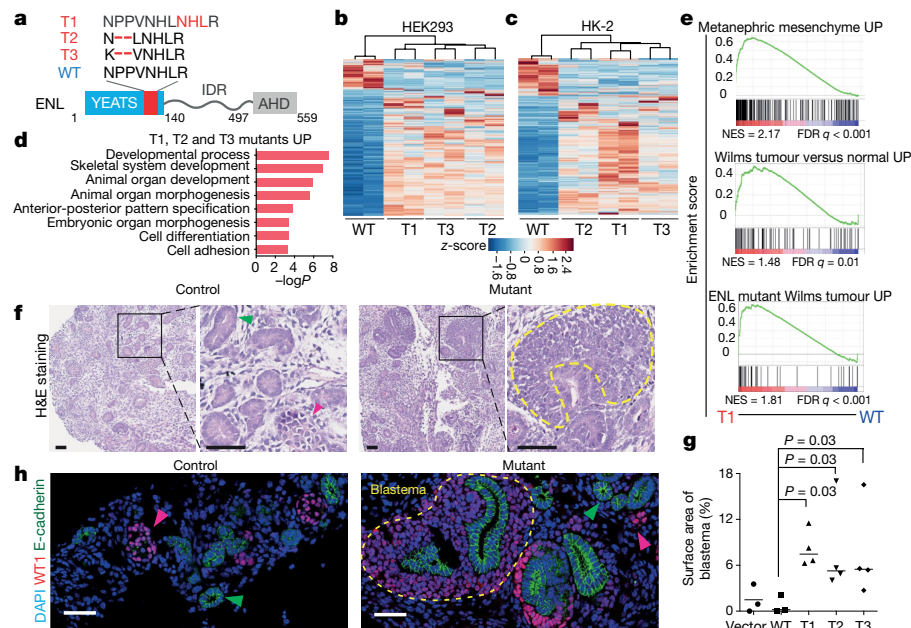 a
T1 NPPVNHLNHLR
T2 N--LNHLR
T3 K--VNHLR
WT NPPVNHLR
ENL YEATS IDR AHD
1 140 497 559
b
HEK293
WT T1 T3 T2
c
HK-2
WT T2 T1 T3
z-score
-1.6 -0.8 0 0.8 1.6 2.4
d
T1, T2 and T3 mutants UP
Developmental process
Skeletal system development
Animal organ development
Animal organ morphogenesis
Anterior-posterior pattern specification
Embryonic organ morphogenesis
Cell differentiation
Cell adhesion
0 2 4 6 8
–logP
e
Enrichment score
Metanephric mesenchyme UP
0.6
0.4
0.2
0
NES = 2.17 FDR q < 0.001
Wilms tumour versus normal UP
0.4
0.2
0
NES = 1.48 FDR q = 0.01
ENL mutant Wilms tumour UP
0.6
0.4
0.2
0
NES = 1.81 FDR q < 0.001
T1 WT
f
Control Mutant
H&E staining
g
P = 0.03
P = 0.03
P = 0.03
Surface area of
blastema (%)
18
12
6
0
Vector WT T1 T2 T3
h
Control Mutant
DAPI WT1 E-cadherin
Blastema